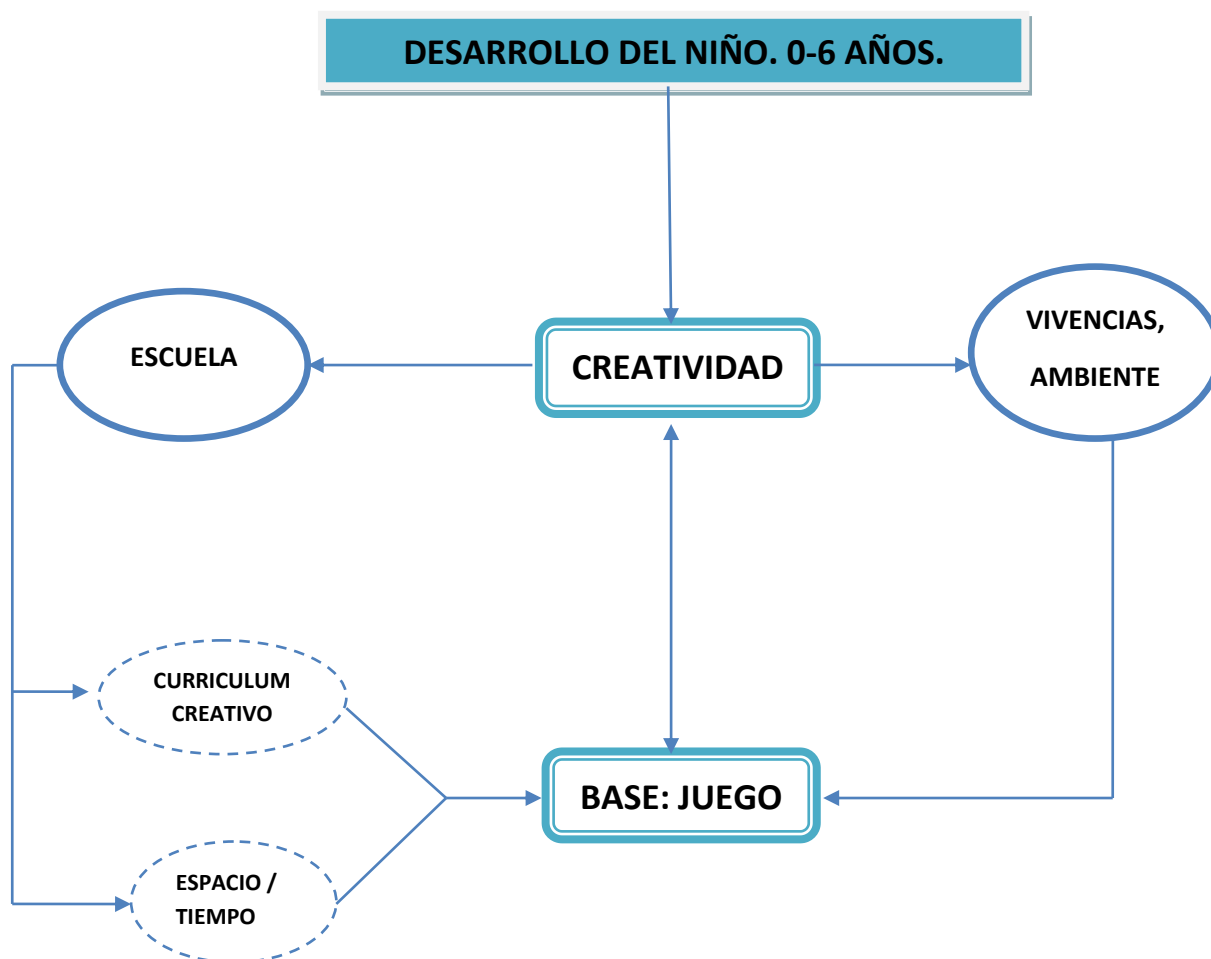 DESARROLLO DEL NIÑO. 0-6 AÑOS.
ESCUELA
CREATIVIDAD
VIVENCIAS,
AMBIENTE
CURRICULUM
CREATIVO
BASE: JUEGO
ESPACIO /
TIEMPO